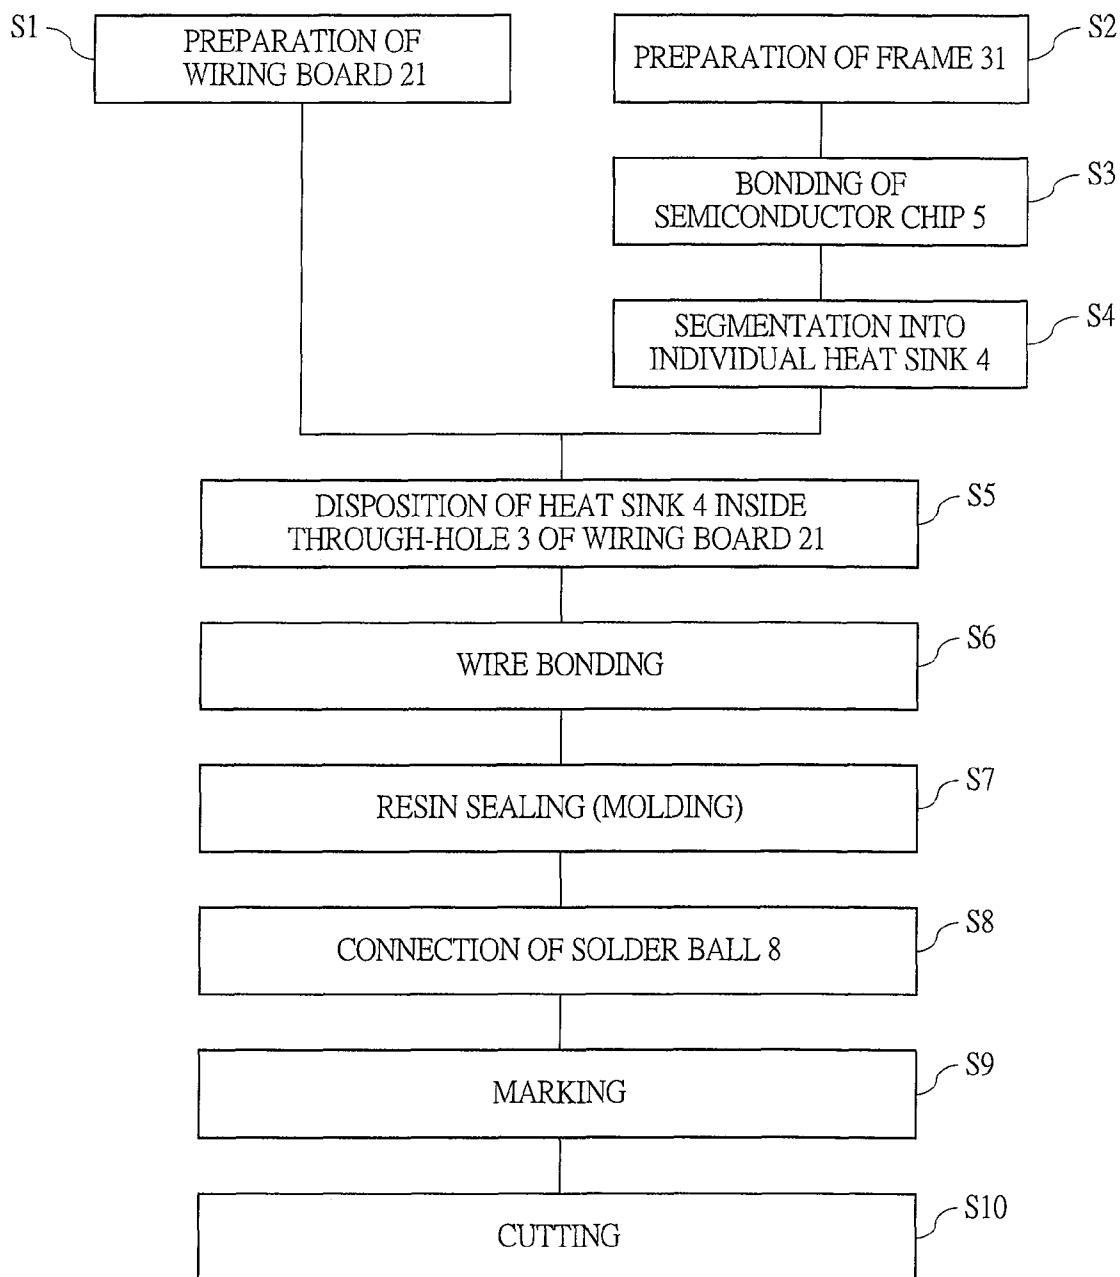 S1
PREPARATION OF
WIRING BOARD 21
S2
PREPARATION OF FRAME 31
S3
BONDING OF
SEMICONDUCTOR CHIP 5
S4
SEGMENTATION INTO
INDIVIDUAL HEAT SINK 4
S5
DISPOSITION OF HEAT SINK 4 INSIDE
THROUGH-HOLE 3 OF WIRING BOARD 21
S6
WIRE BONDING
S7
RESIN SEALING (MOLDING)
S8
CONNECTION OF SOLDER BALL 8
S9
MARKING
S10
CUTTING